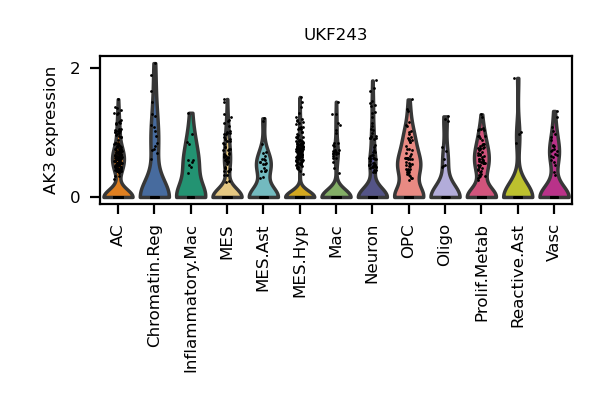 UKF243
AK3 expression
2
0
AC
Chromatin.Reg
Inflammatory.Mac
MES
MES.Ast
MES.Hyp
Mac
Neuron
OPC
Oligo
Prolif.Metab
Reactive.Ast
Vasc